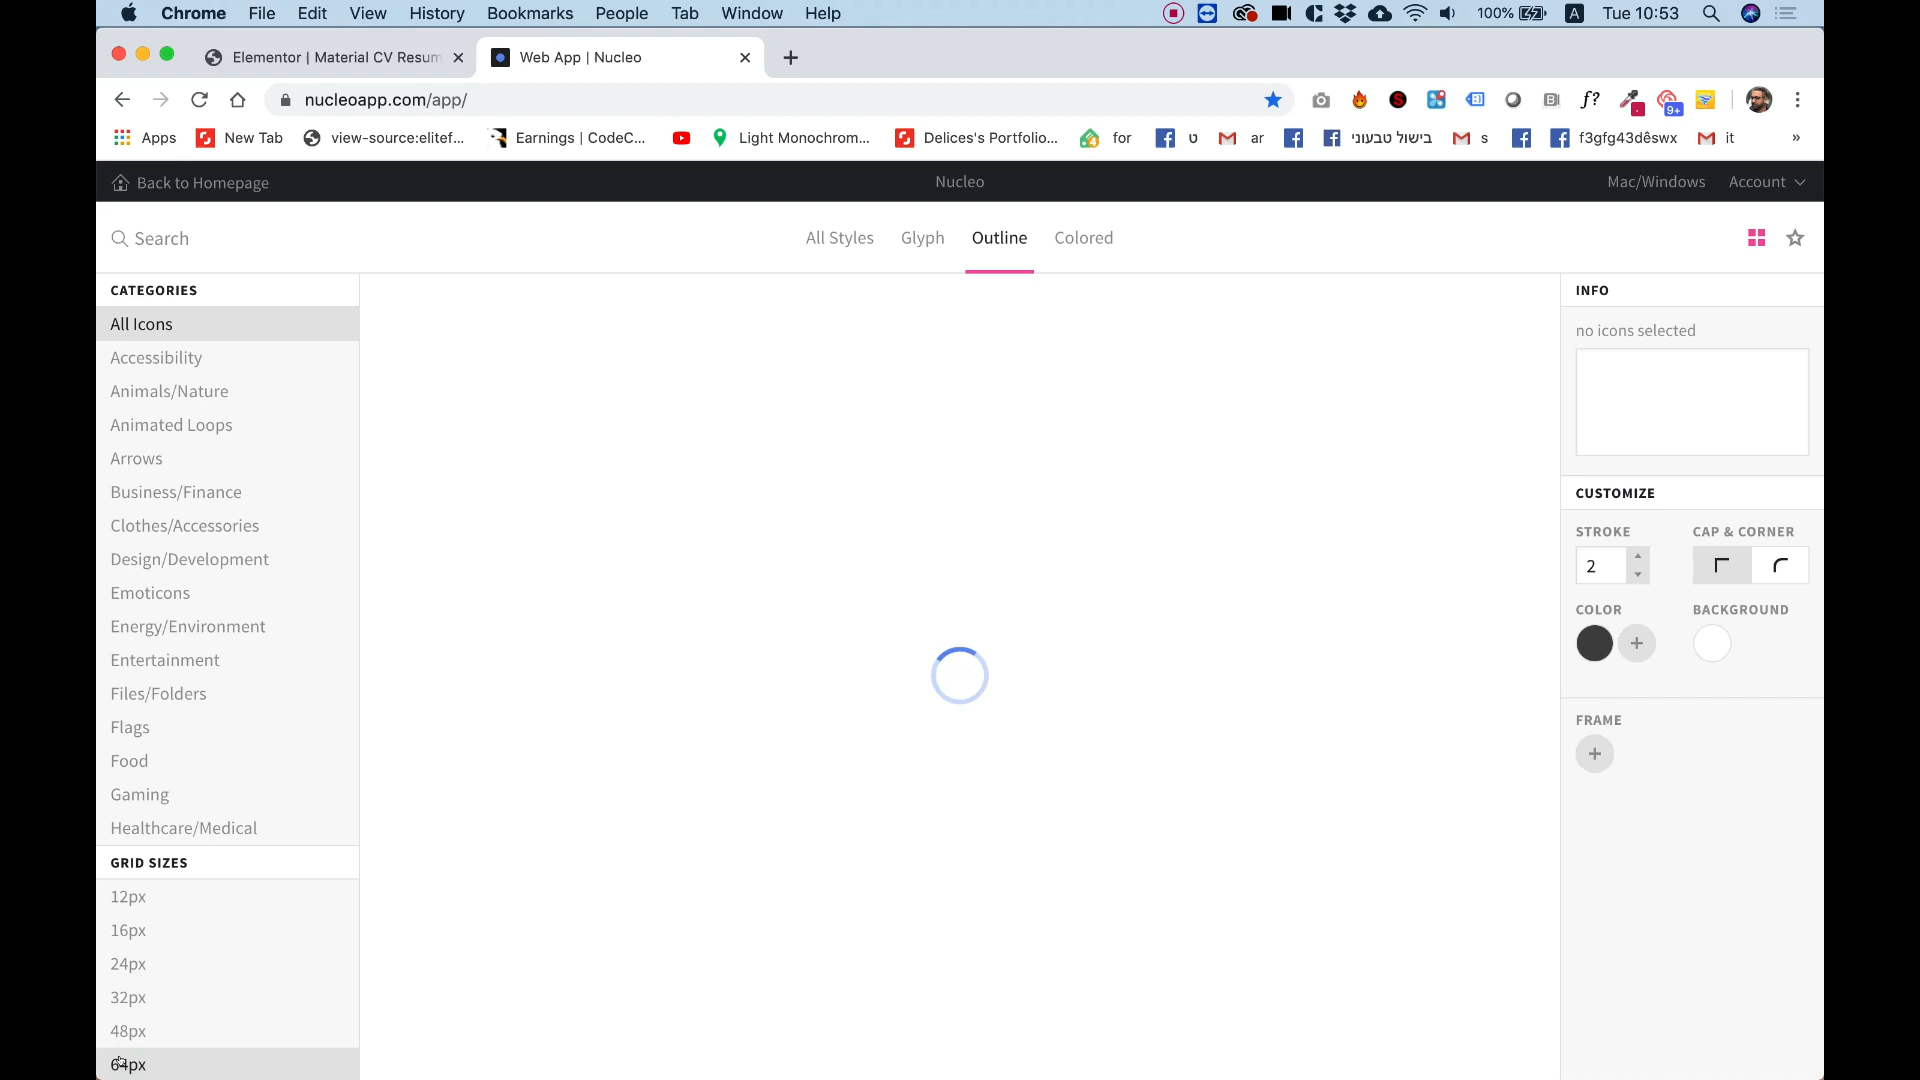 Chrome File Edit View History Bookmarks People Tab Window Help 100% A Tue 10:53
Elementor | Material CV Resum Web App | Nucleo
nucleoapp.com/app/ f? 9+
Apps New Tab view-source:elitef... Earnings | CodeC... Light Monochrom... Delices's Portfolio... for ט ar בישול טבעוני s f3gfg43dêswx it »
Back to Homepage Nucleo Mac/Windows Account
Search All Styles Glyph Outline Colored
CATEGORIES
All Icons
Accessibility
Animals/Nature
Animated Loops
Arrows
Business/Finance
Clothes/Accessories
Design/Development
Emoticons
Energy/Environment
Entertainment
Files/Folders
Flags
Food
Gaming
Healthcare/Medical
GRID SIZES
12px
16px
24px
32px
48px
64px
INFO
no icons selected
CUSTOMIZE
STROKE CAP & CORNER
2
COLOR BACKGROUND
FRAME